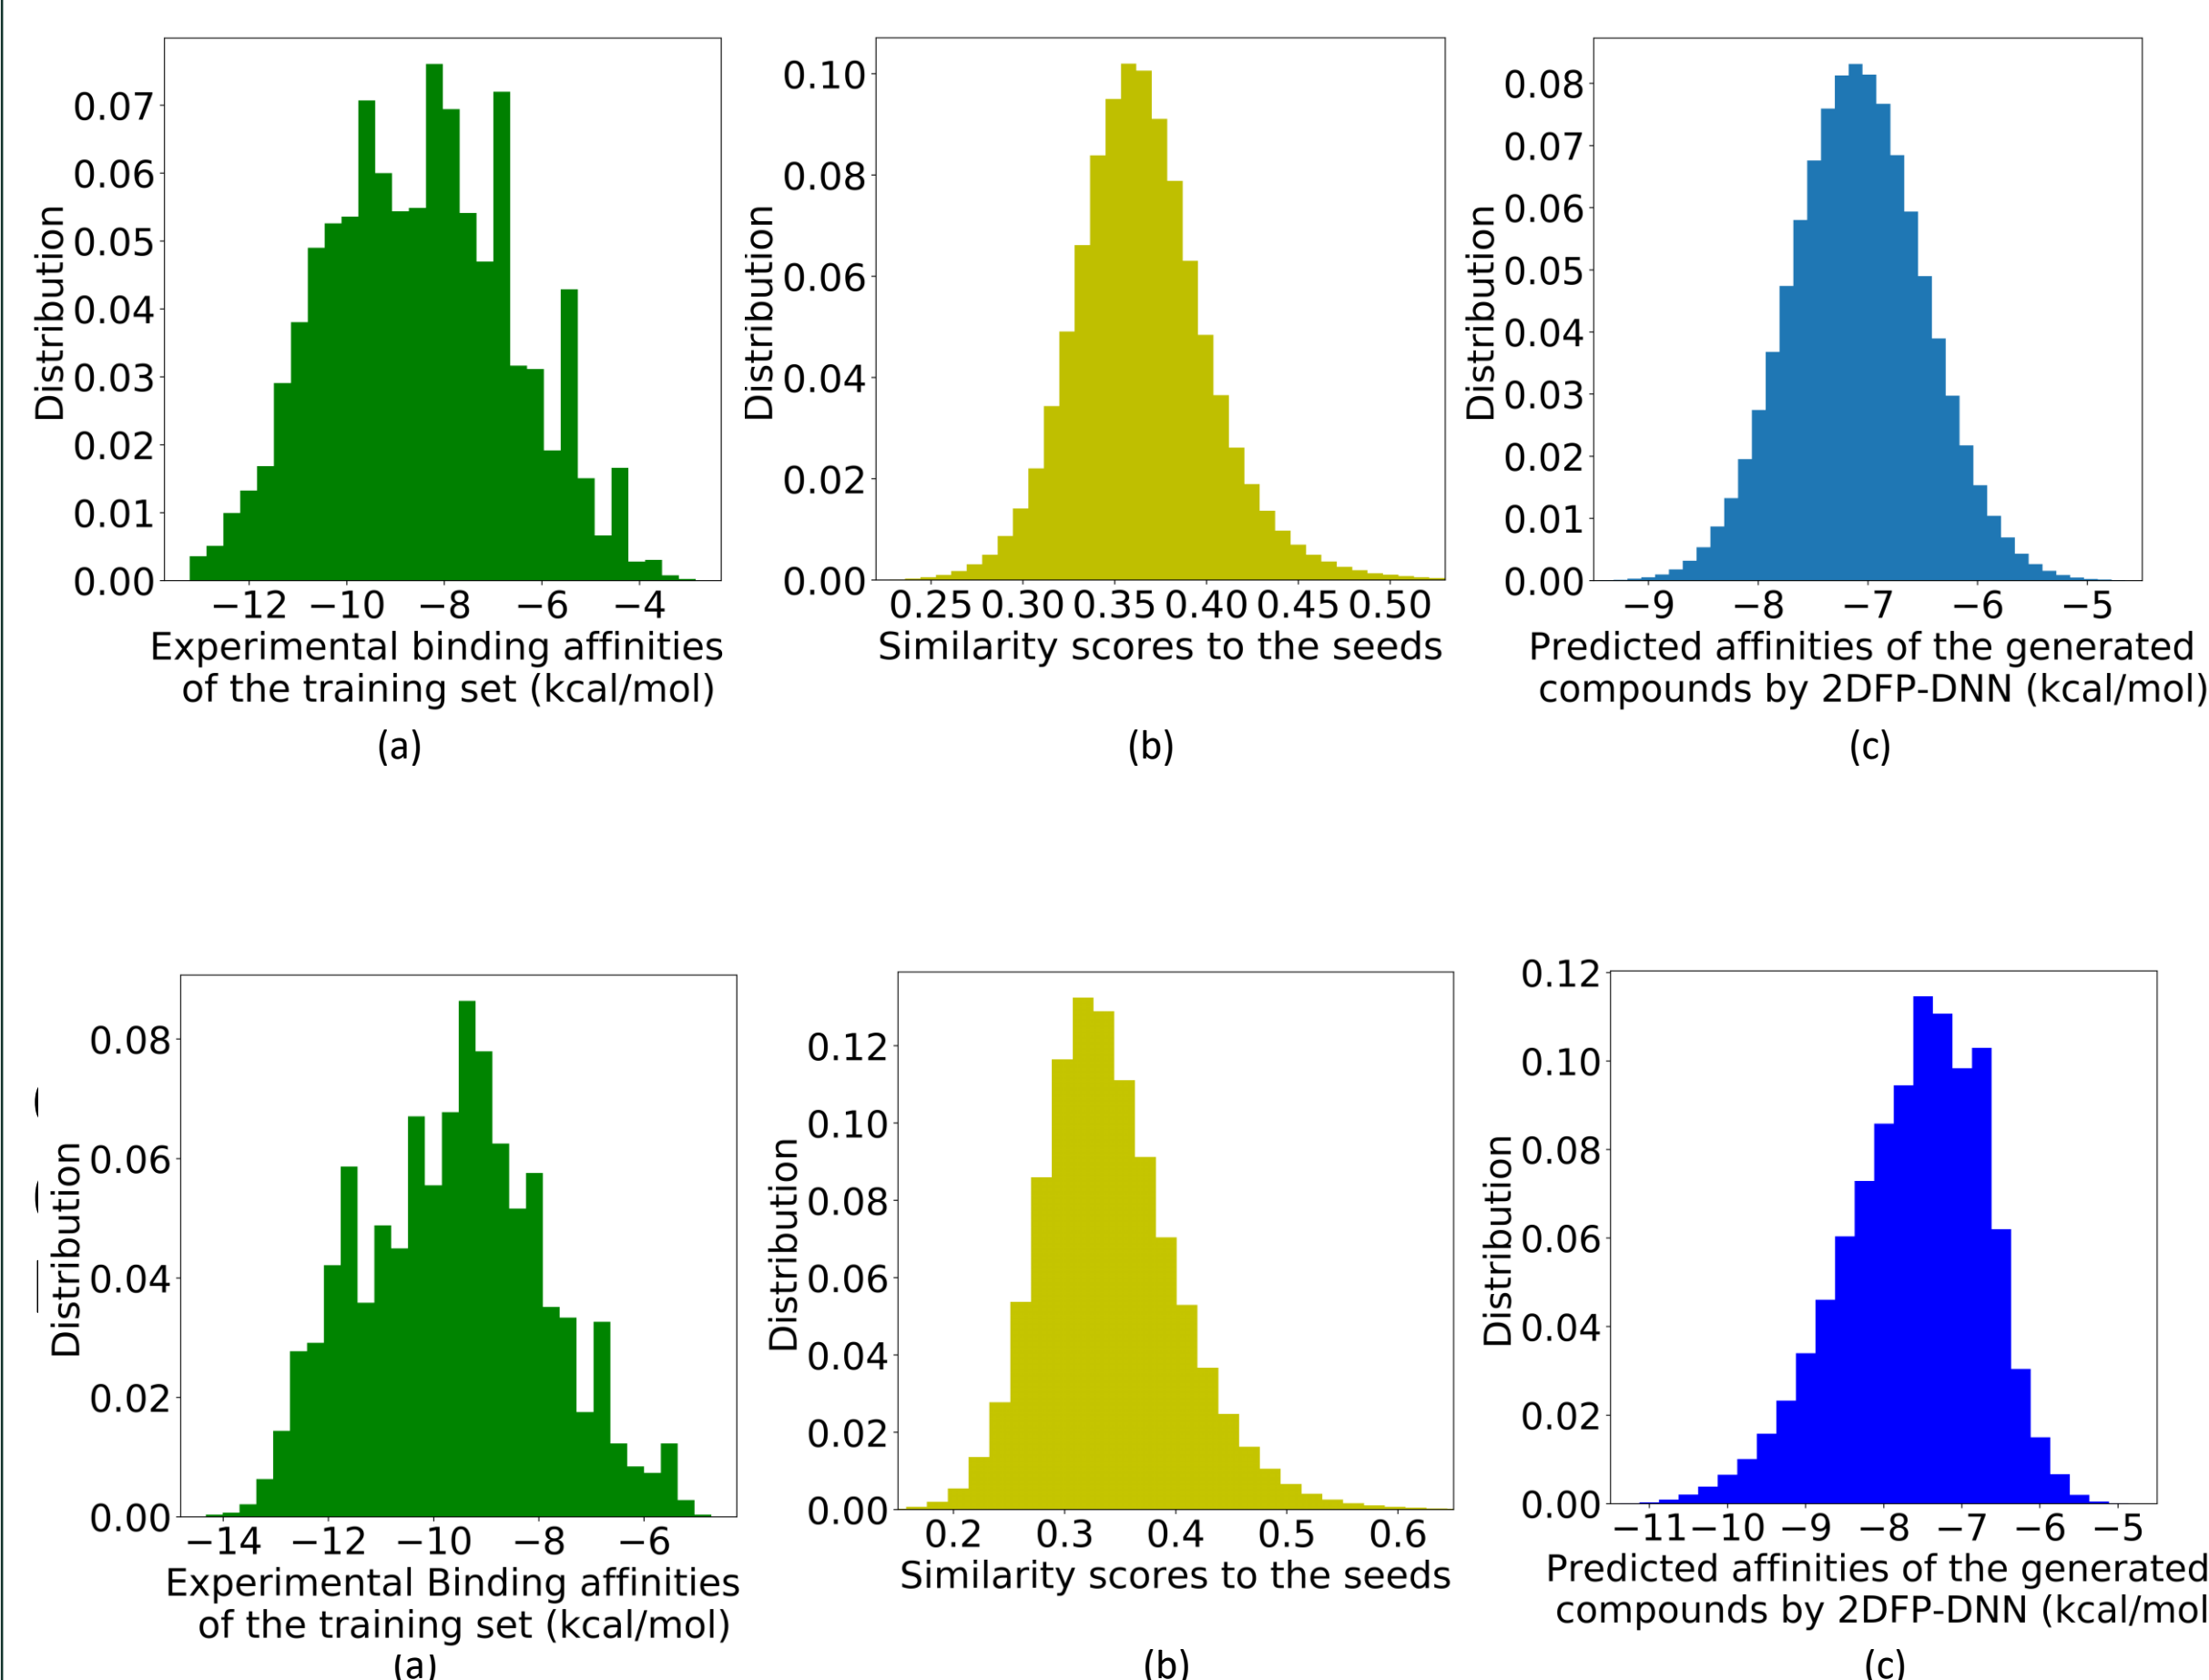 Distribution
0.07
0.06
0.05
0.04
0.03
0.02
0.01
0.00
−12 −10 −8 −6 −4
Experimental binding affinities
of the training set (kcal/mol)
(a)
Distribution
0.10
0.08
0.06
0.04
0.02
0.00
0.25 0.30 0.35 0.40 0.45 0.50
Similarity scores to the seeds
(b)
Distribution
0.08
0.07
0.06
0.05
0.04
0.03
0.02
0.01
0.00
−9 −8 −7 −6 −5
Predicted affinities of the generated
compounds by 2DFP-DNN (kcal/mol)
(c)
Distribution
0.08
0.06
0.04
0.02
0.00
−14 −12 −10 −8 −6
Experimental Binding affinities
of the training set (kcal/mol)
(a)
Distribution
0.12
0.10
0.08
0.06
0.04
0.02
0.00
0.2 0.3 0.4 0.5 0.6
Similarity scores to the seeds
(b)
Distribution
0.12
0.10
0.08
0.06
0.04
0.02
0.00
−11 −10 −9 −8 −7 −6 −5
Predicted affinities of the generated
compounds by 2DFP-DNN (kcal/mol
(c)